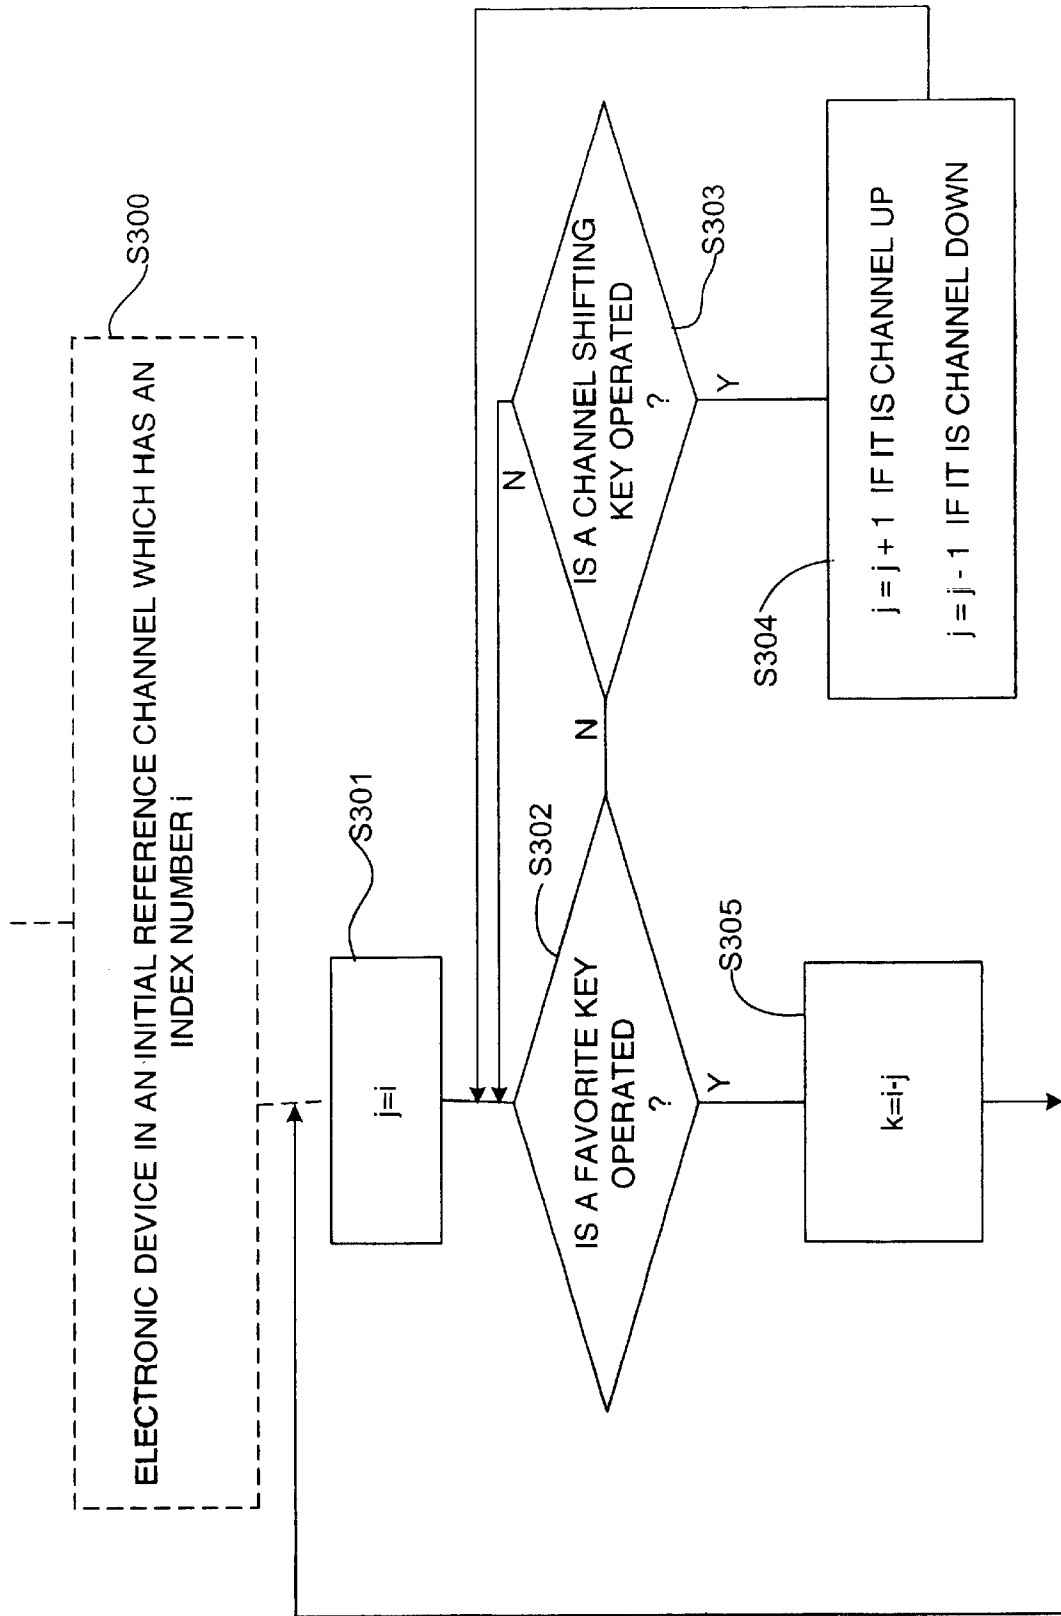 S300
ELECTRONIC DEVICE IN AN INITIAL REFERENCE CHANNEL WHICH HAS AN
INDEX NUMBER i
S301
j=i
S302
IS A FAVORITE KEY
OPERATED
?
N
Y
IS A CHANNEL SHIFTING
KEY OPERATED
?
N
S303
Y
S304
j = j + 1 IF IT IS CHANNEL UP
j = j - 1 IF IT IS CHANNEL DOWN
S305
k=i-j